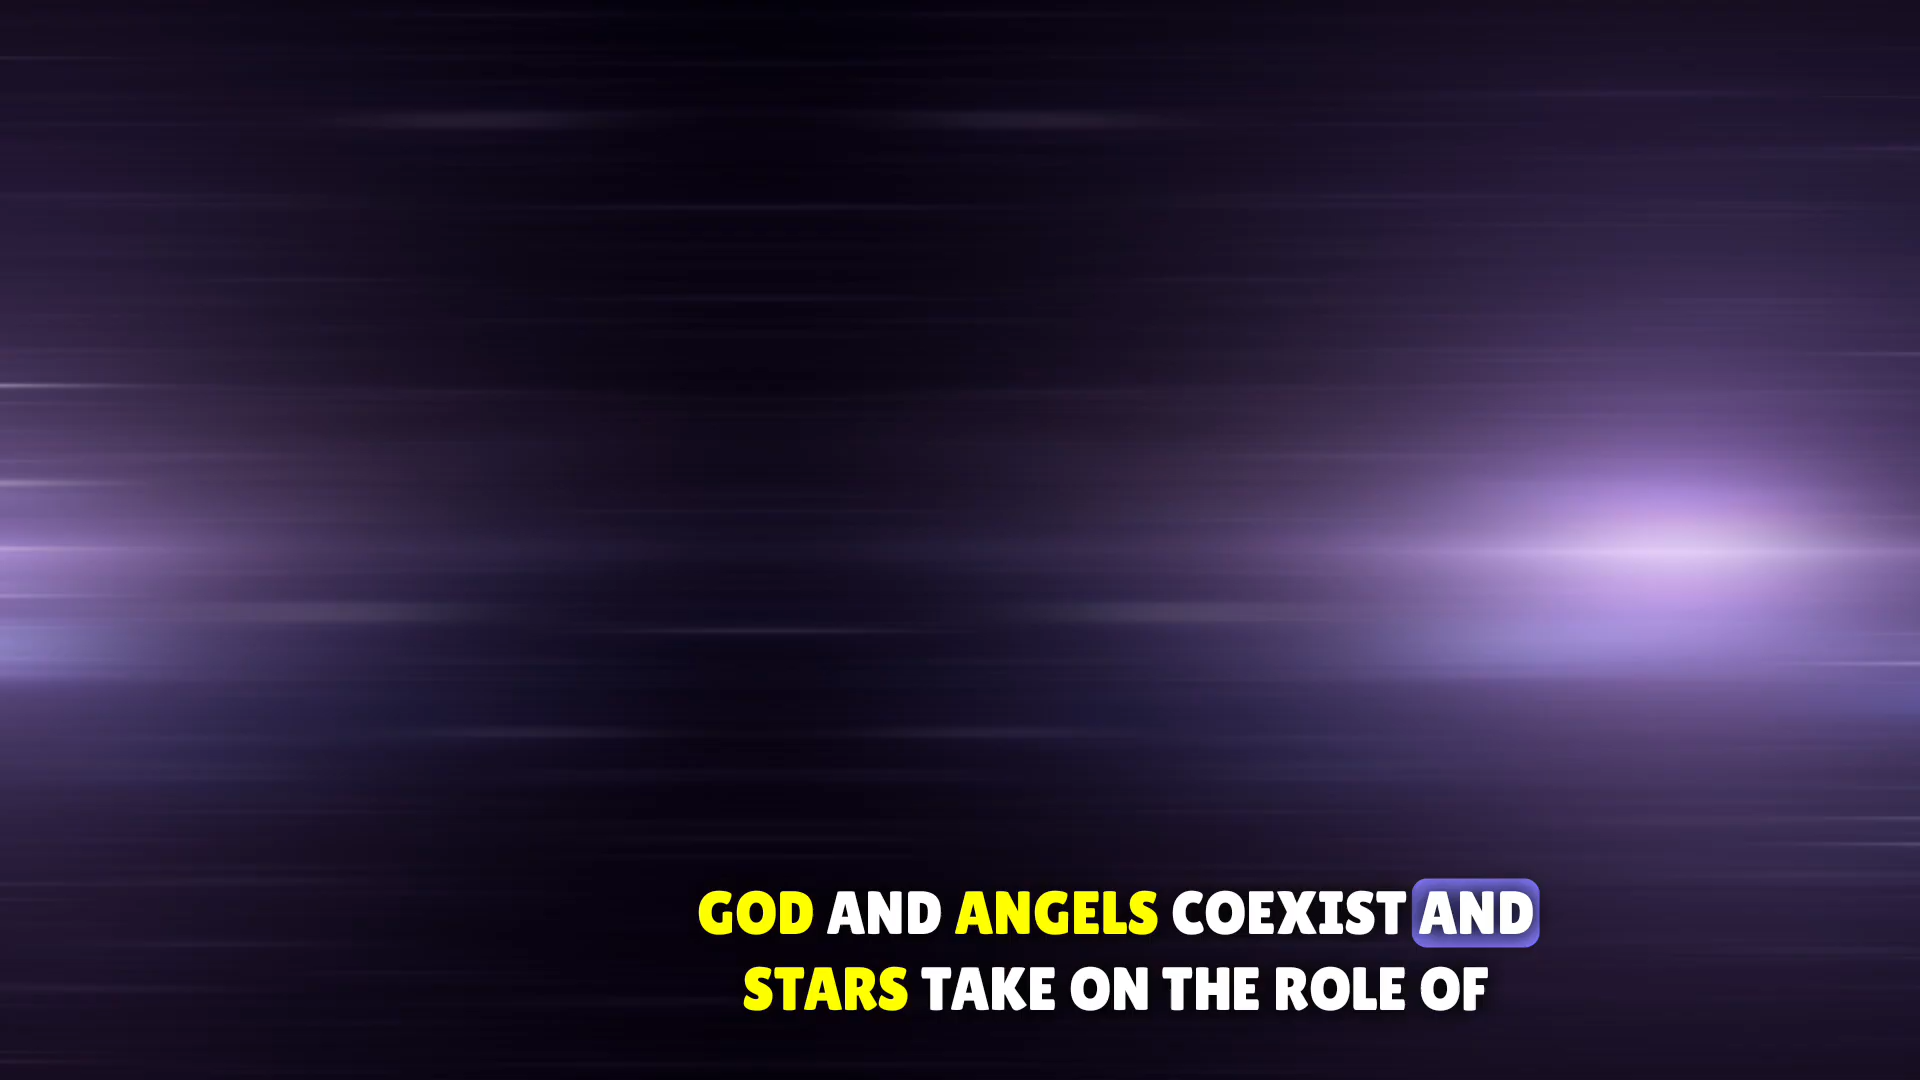 GOD AND ANGELS COEXIST AND
STARS TAKE ON THE ROLE OF